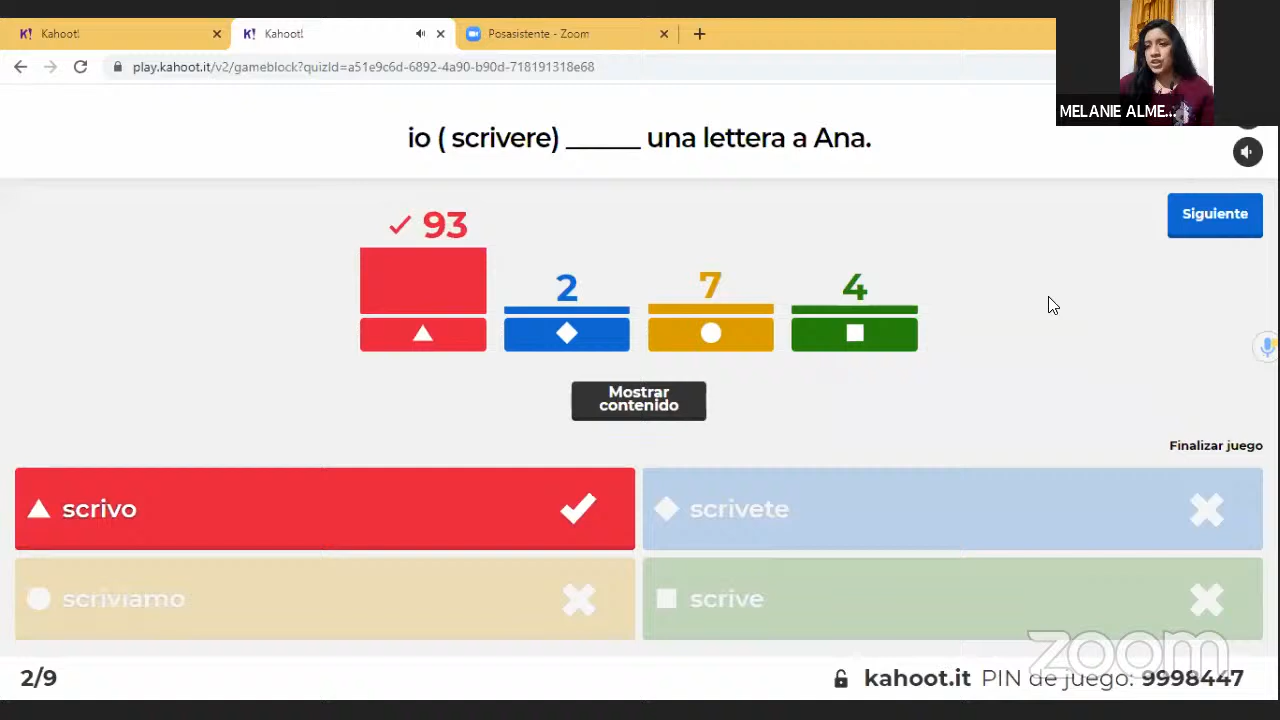 K! Kahoot!
K! Kahoot!
Posasistente - Zoom
play.kahoot.it/v2/gameblock?quizId=a51e9c6d-6892-4a90-b90d-718191318e68
MELANIE ALME...
io ( scrivere) ______ una lettera a Ana.
Siguiente
93
2
7
4
Mostrar
contenido
Finalizar juego
scrivo
scrivete
scriviamo
scrive
zoom
2/9
kahoot.it PIN de juego: 9998447